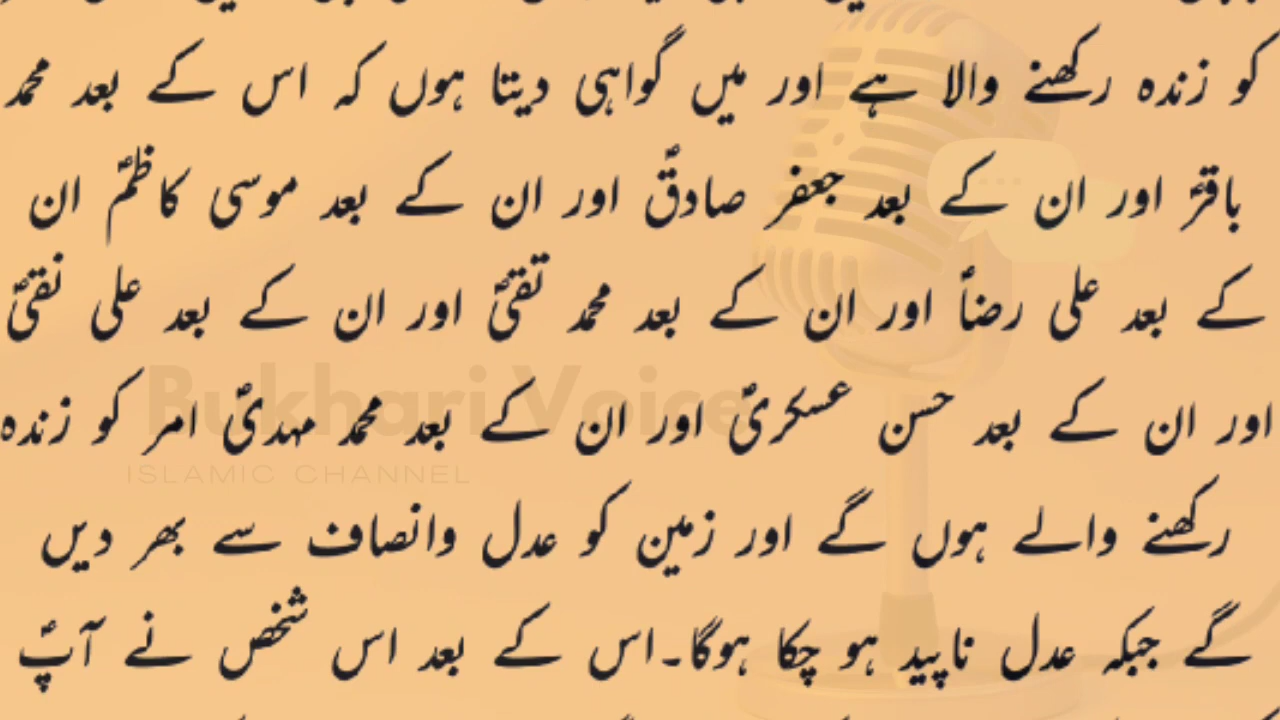 کو زندہ رکھنے والا ہے اور میں گواہی دیتا ہوں کہ اس کے بعد محمد
باقرؑ اور ان کے بعد جعفر صادقؑ اور ان کے بعد موسی کاظمؑ ان
کے بعد علی رضاؑ اور ان کے بعد محمد تقیؑ اور ان کے بعد علی نقیؑ
اور ان کے بعد حسن عسکریؑ اور ان کے بعد محمد مہدیؑ امر کو زندہ
رکھنے والے ہوں گے اور زمین کو عدل وانصاف سے بھر دیں
گے جبکہ عدل ناپید ہو چکا ہوگا۔اس کے بعد اس شخص نے آپؑ
Bukhari Voice
ISLAMIC CHANNEL